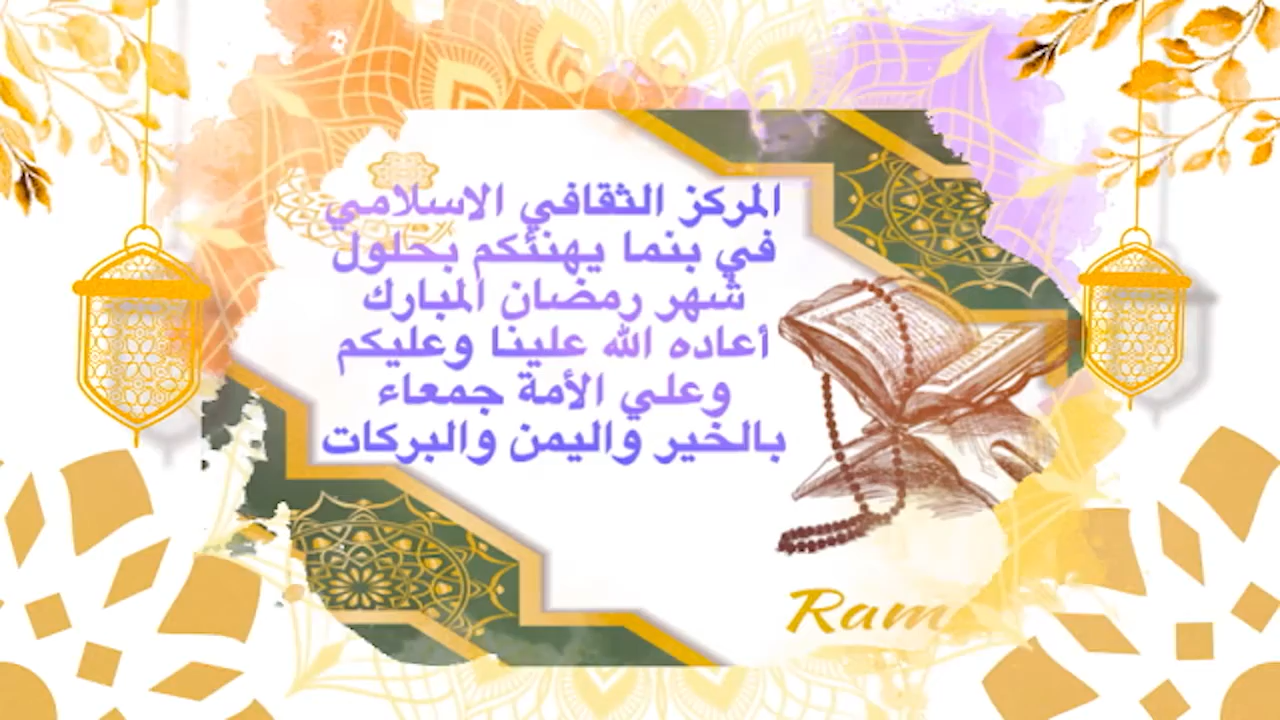 المركز الثقافي الاسلامي
في بنما يهنئكم بحلول
شهر رمضان المبارك
أعاده الله علينا وعليكم
وعلي الأمة جمعاء
بالخير واليمن والبركات
Ram